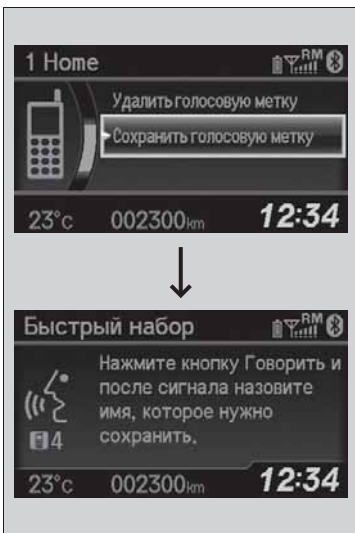 1 Home
RM
Удалить голосовую метку
Сохранить голосовую метку
23°c 002300km 12:34
Быстрый набор
RM
Нажмите кнопку Говорить и
после сигнала назовите
имя, которое нужно
сохранить.
4
23°c 002300km 12:34